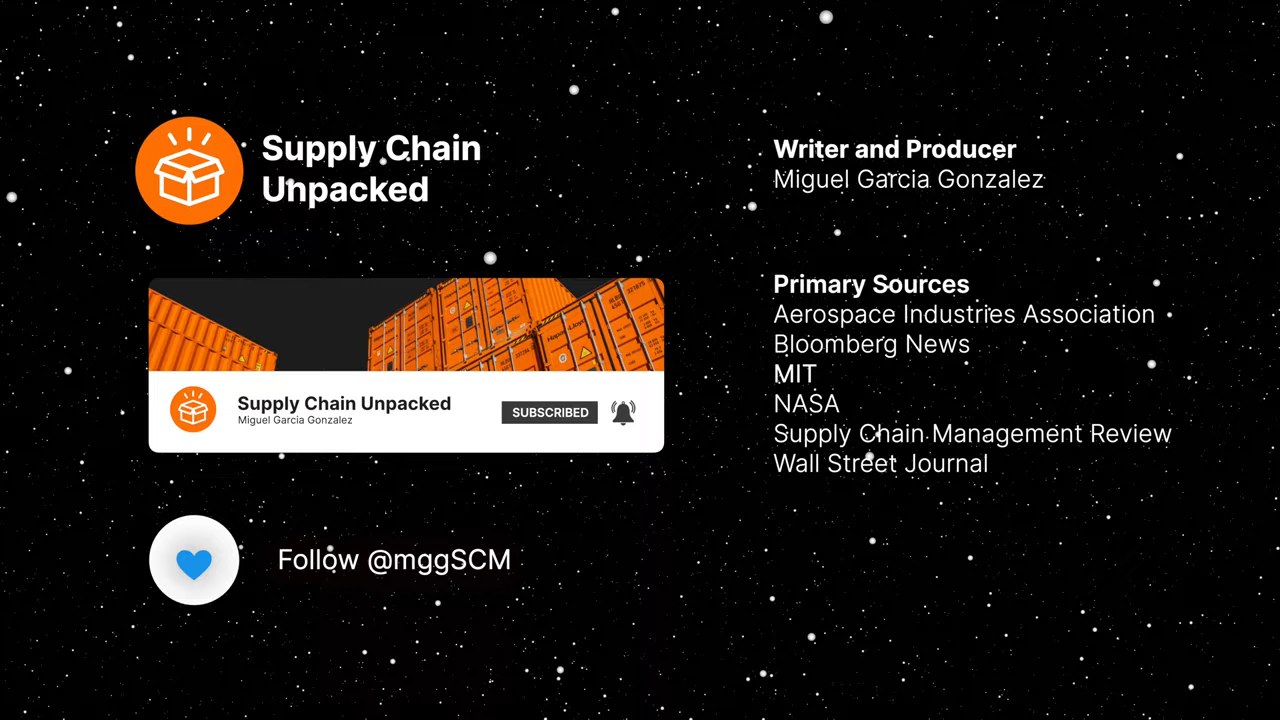 Supply Chain
Unpacked
Supply Chain Unpacked
Miguel Garcia Gonzalez
SUBSCRIBED
Follow @mggSCM
Writer and Producer
Miguel Garcia Gonzalez
Primary Sources
Aerospace Industries Association
Bloomberg News
MIT
NASA
Supply Chain Management Review
Wall Street Journal